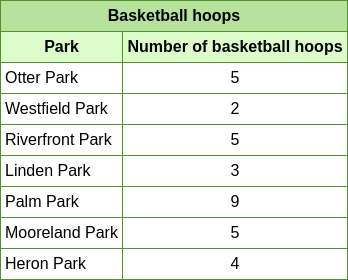 Basketball hoops
Park Number of basketball hoops
Otter Park 5
Westfield Park 2
Riverfront Park 5
Linden Park 3
Palm Park 9
Mooreland Park 5
Heron Park 4